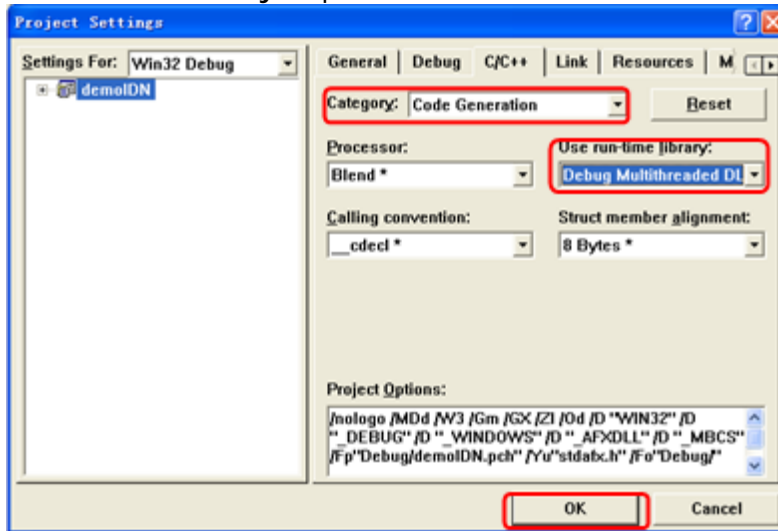 Project Settings
Settings For: Win32 Debug
demoIDN
General Debug C/C++ Link Resources M
Category: Code Generation
Reset
Processor:
Use run-time library:
Blend *
Debug Multithreaded DL
Calling convention:
Struct member alignment:
__cdecl *
8 Bytes *
Project Options:
/nologo /MDd /W3 /Gm /GX /ZI /Od /D "WIN32" /D
"_DEBUG" /D "_WINDOWS" /D "_AFXDLL" /D "_MBCS"
/Fp"Debug/demoIDN.pch" /Yu"stdafx.h" /Fo"Debug/"
OK
Cancel